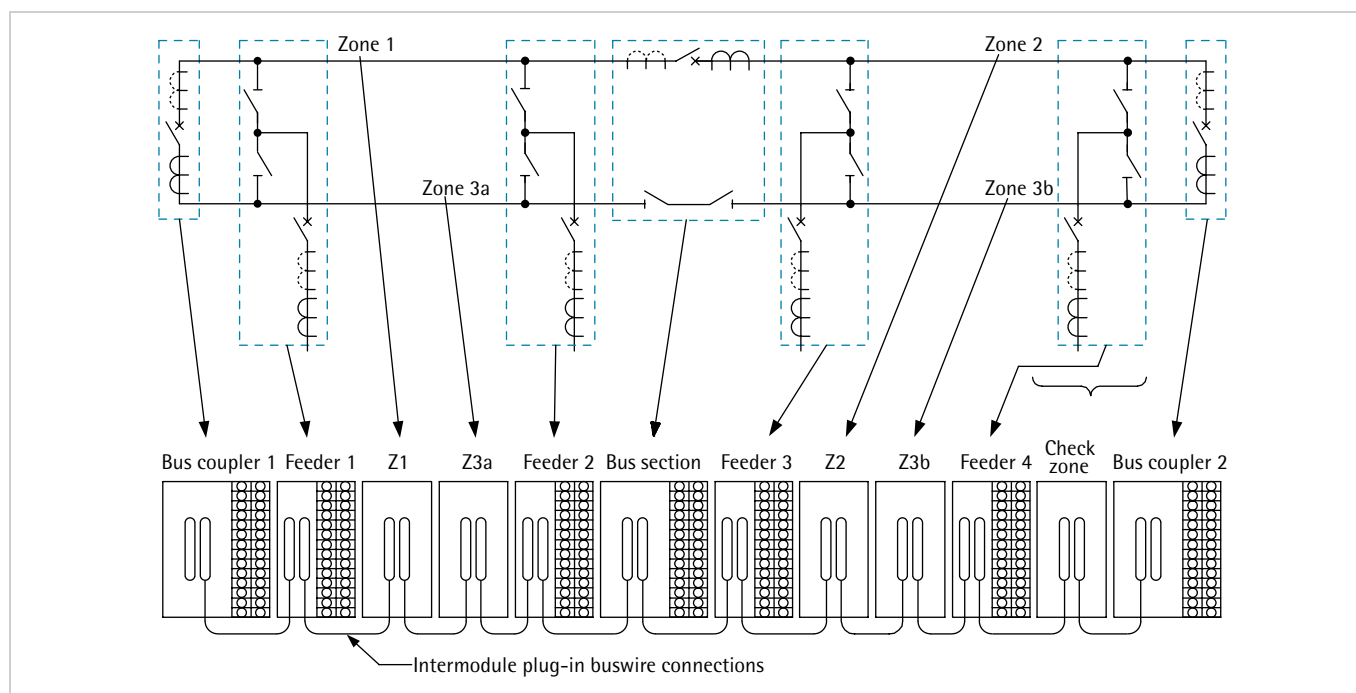 Zone 1
Zone 2
Zone 3a
Zone 3b
Bus coupler 1
Feeder 1
Z1
Z3a
Feeder 2
Bus section
Feeder 3
Z2
Z3b
Feeder 4
Check
zone
Bus coupler 2
Intermodule plug-in buswire connections